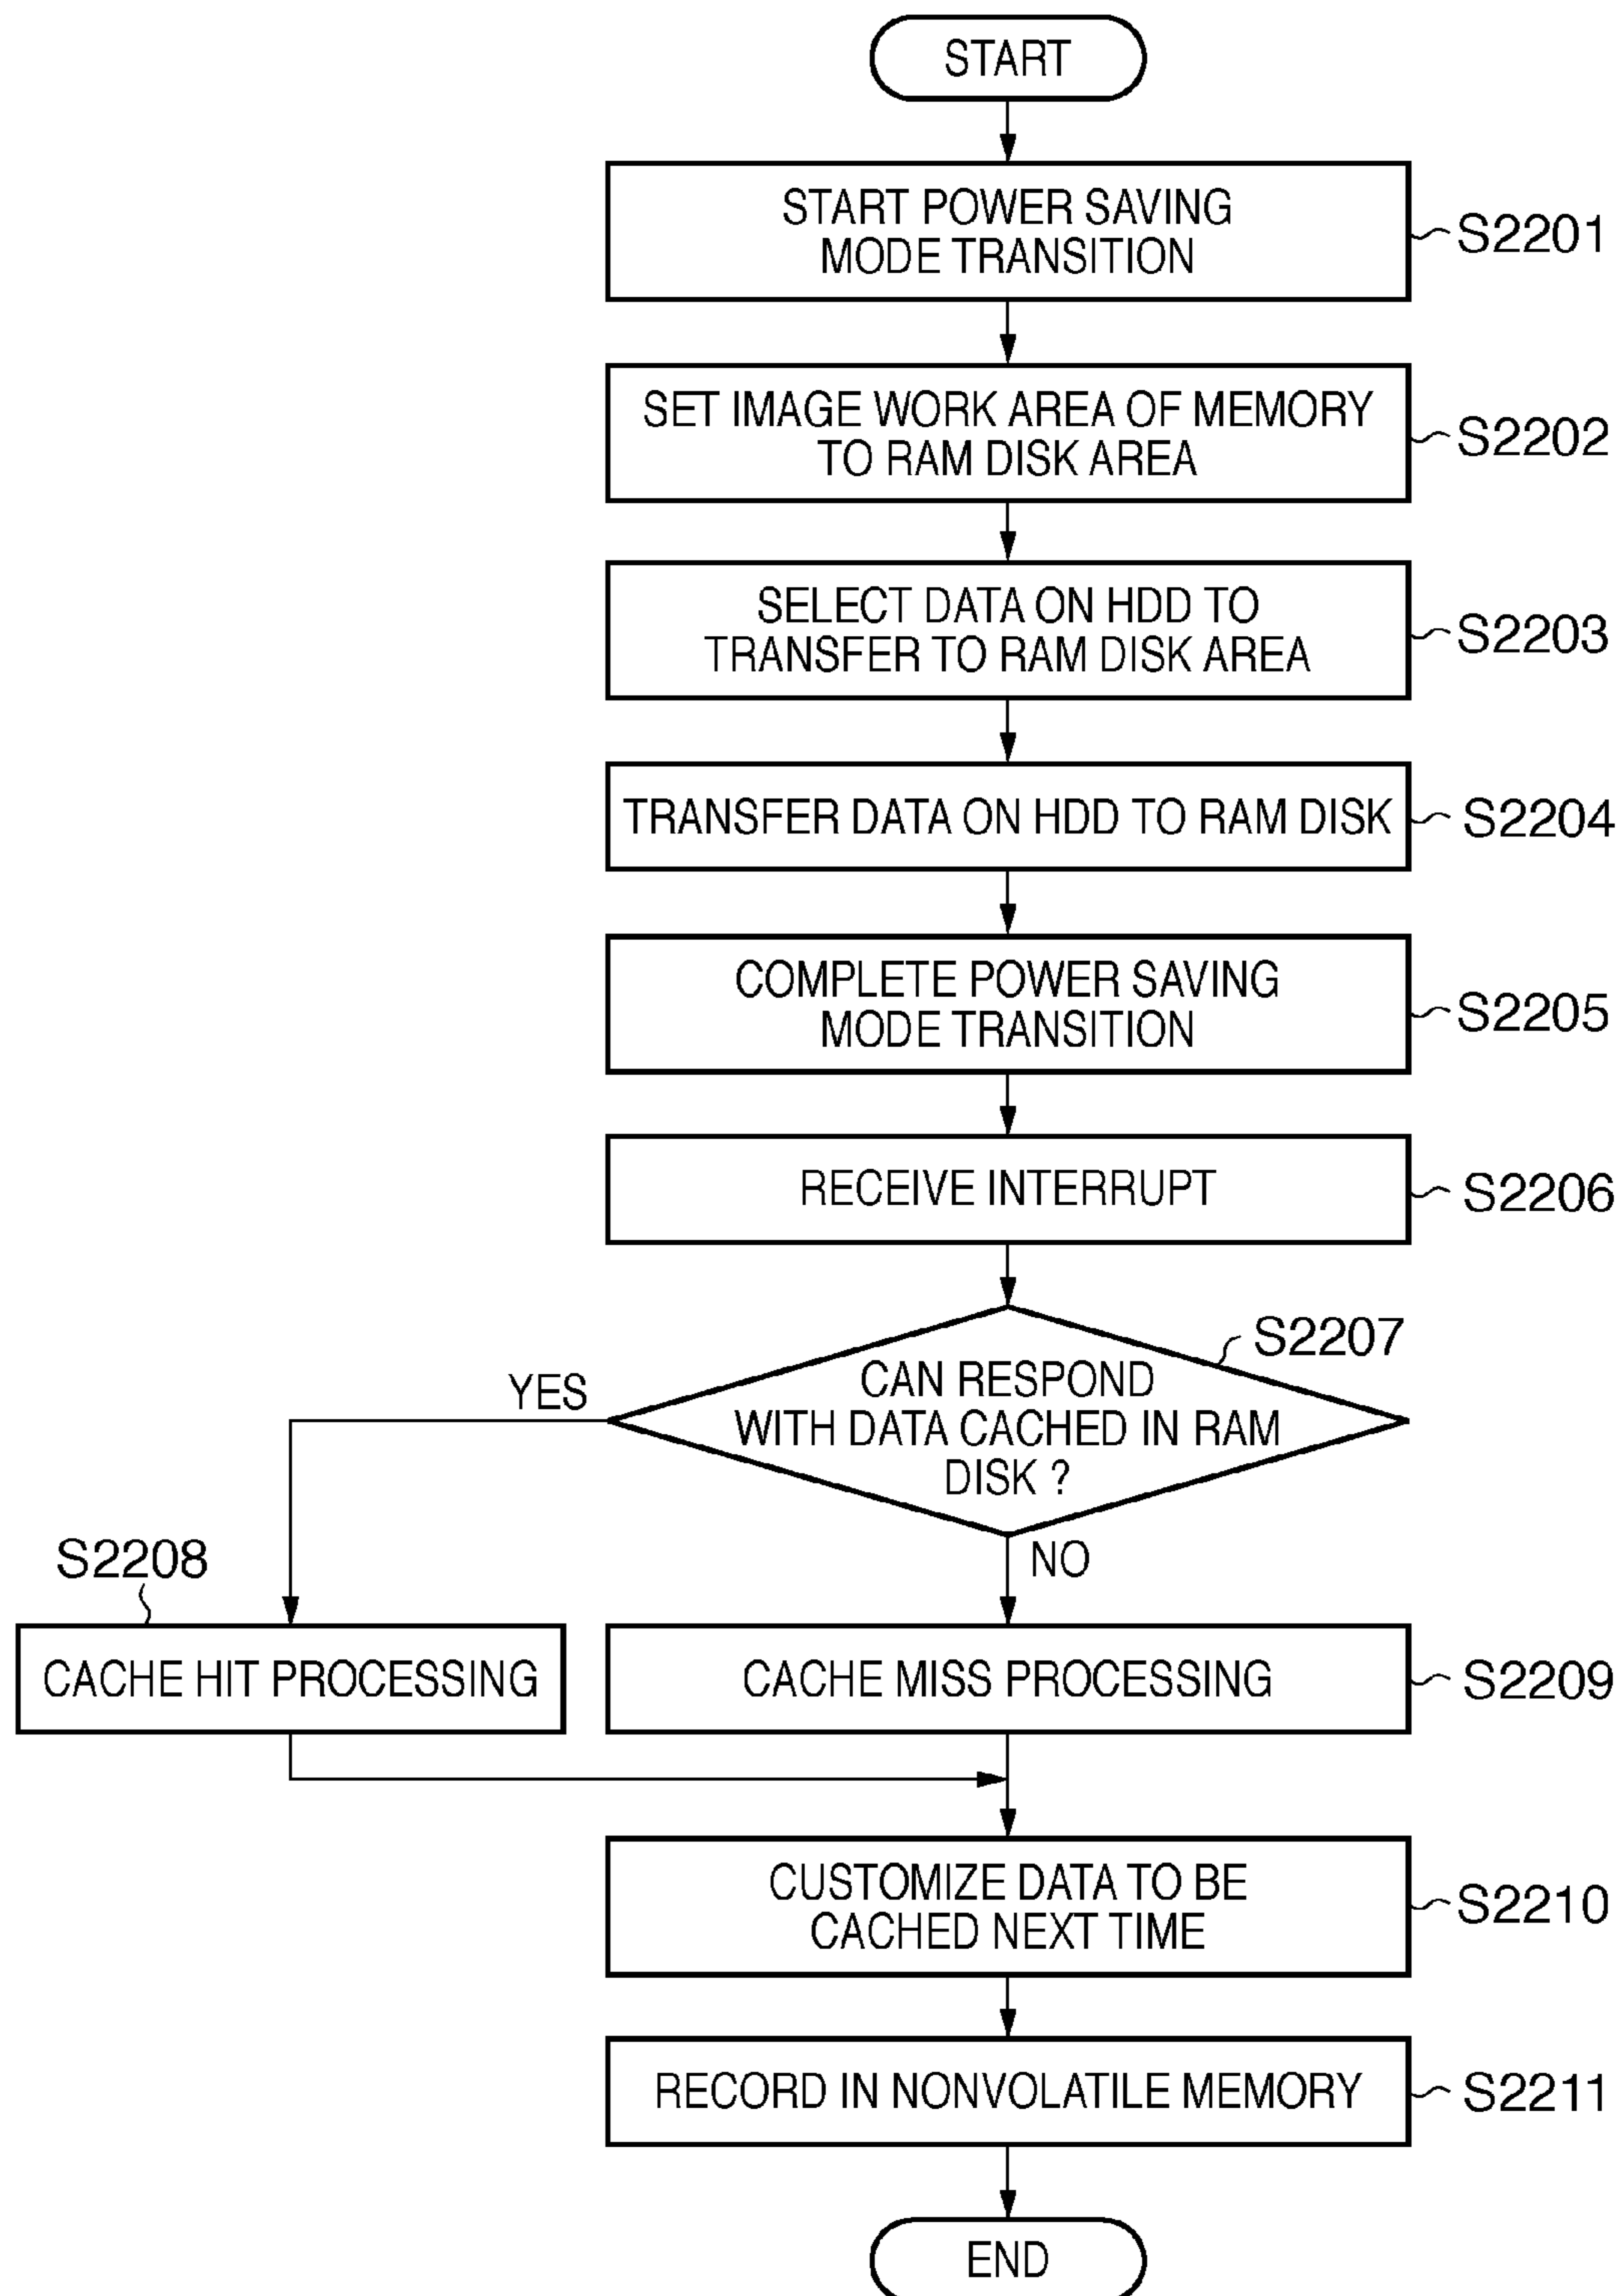 START
START POWER SAVING
MODE TRANSITION
S2201
SET IMAGE WORK AREA OF MEMORY
TO RAM DISK AREA
S2202
SELECT DATA ON HDD TO
TRANSFER TO RAM DISK AREA
S2203
TRANSFER DATA ON HDD TO RAM DISK
S2204
COMPLETE POWER SAVING
MODE TRANSITION
S2205
RECEIVE INTERRUPT
S2206
S2207
CAN RESPOND
WITH DATA CACHED IN RAM
DISK ?
YES
NO
S2208
CACHE HIT PROCESSING
CACHE MISS PROCESSING
S2209
CUSTOMIZE DATA TO BE
CACHED NEXT TIME
S2210
RECORD IN NONVOLATILE MEMORY
S2211
END